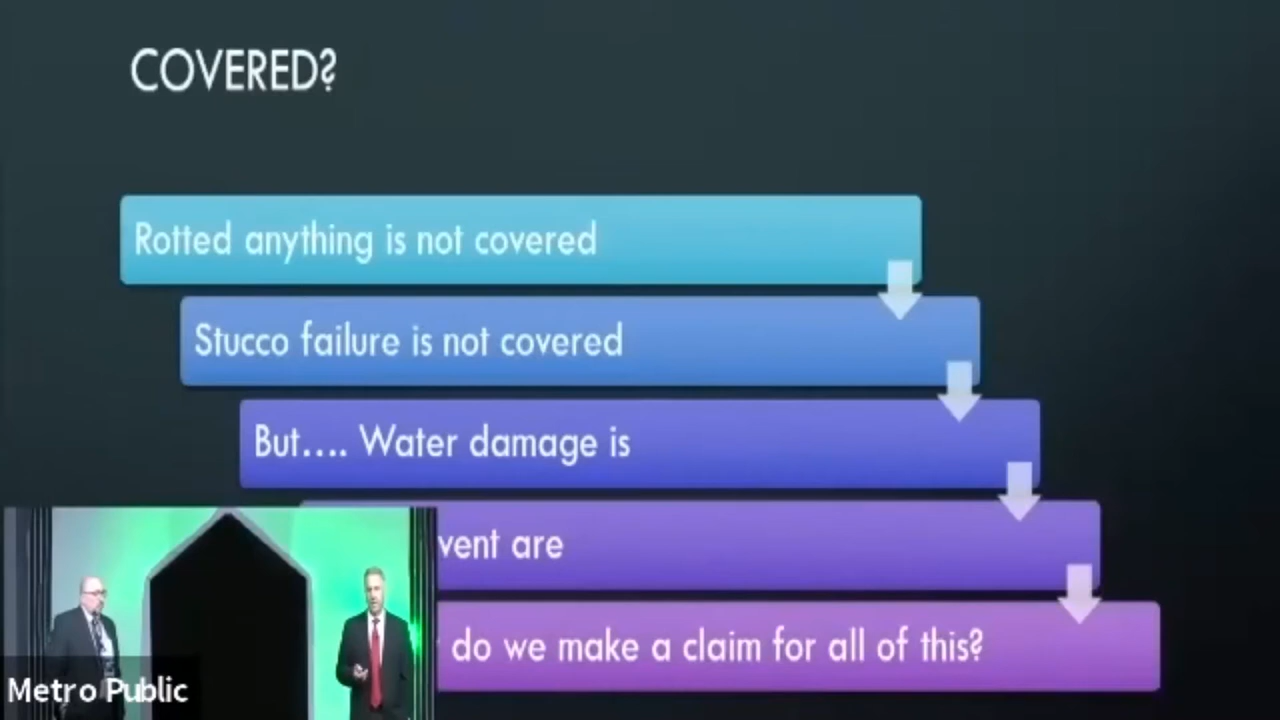 COVERED?
Rotted anything is not covered
Stucco failure is not covered
But…. Water damage is
vent are
do we make a claim for all of this?
Metro Public